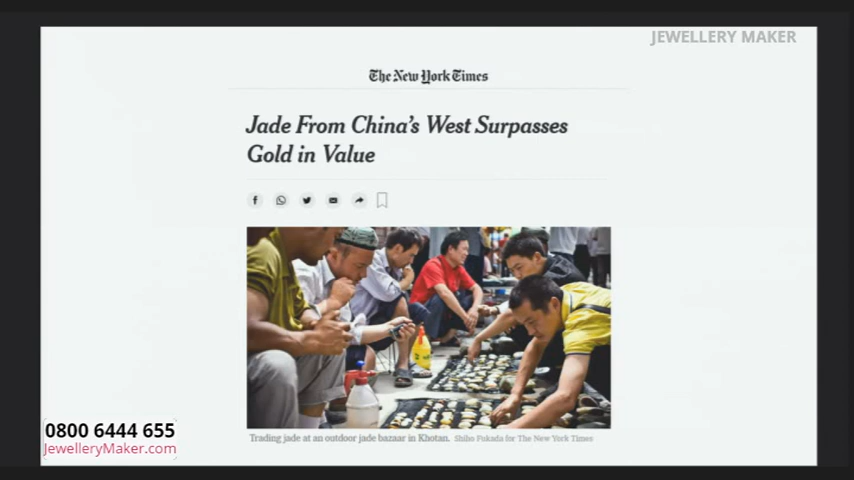 JEWELLERY MAKER
The New York Times
Jade From China's West Surpasses
Gold in Value
Trading jade at an outdoor jade bazaar in Khotan. Shiho Fukada for The New York Times
0800 6444 655
JewelleryMaker.com